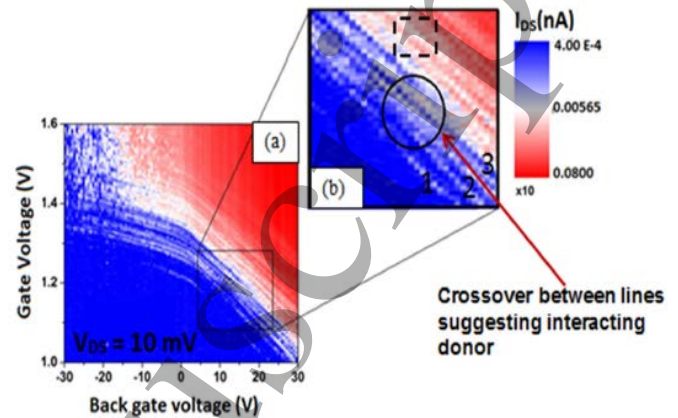 I_DS(nA)
4.00 E-4
0.00565
0.0800
x10
(b)
1
2
3
1.6
1.4
1.2
1.0
Gate Voltage (V)
(a)
V_DS = 10 mV
-30
-20
-10
0
10
20
30
Back gate voltage (V)
Crossover between lines
suggesting interacting
donor